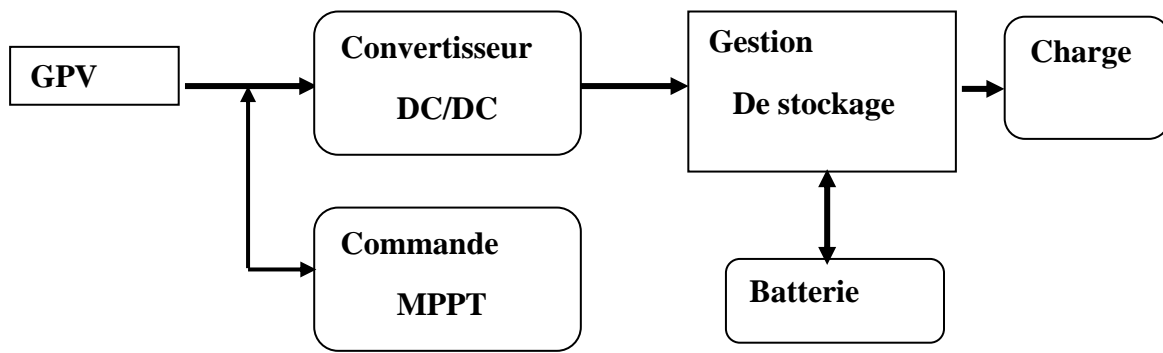 GPV
Convertisseur
DC/DC
Gestion
De stockage
Charge
Commande
MPPT
Batterie